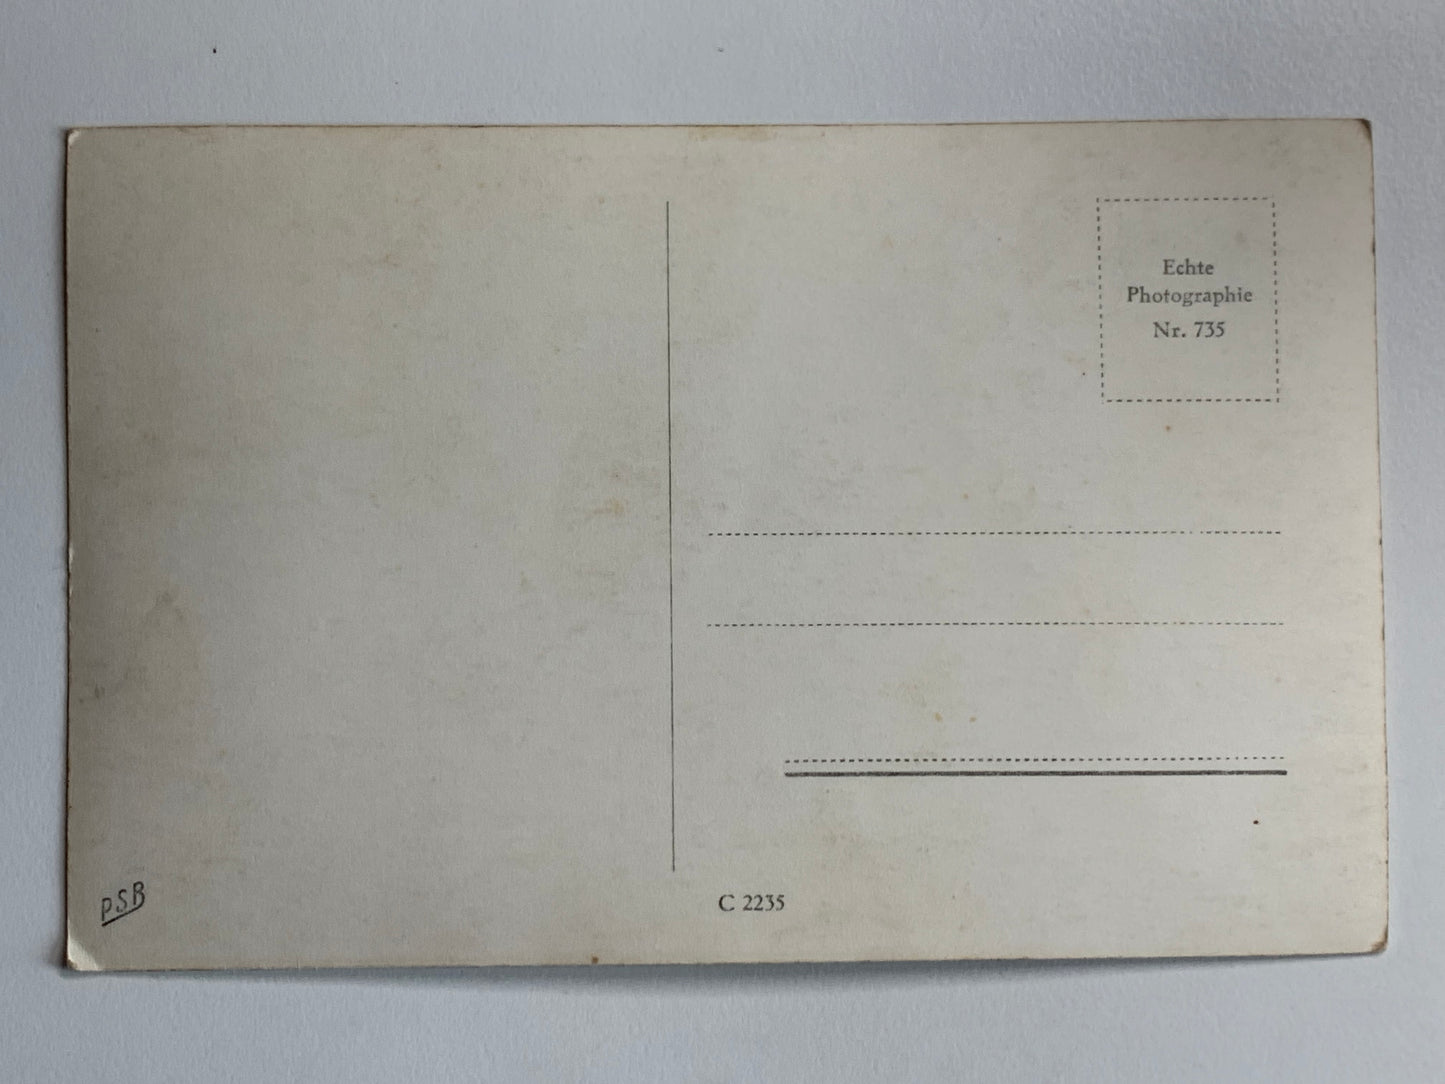 Echte
Photographie
Nr. 735
PSB
C 2235